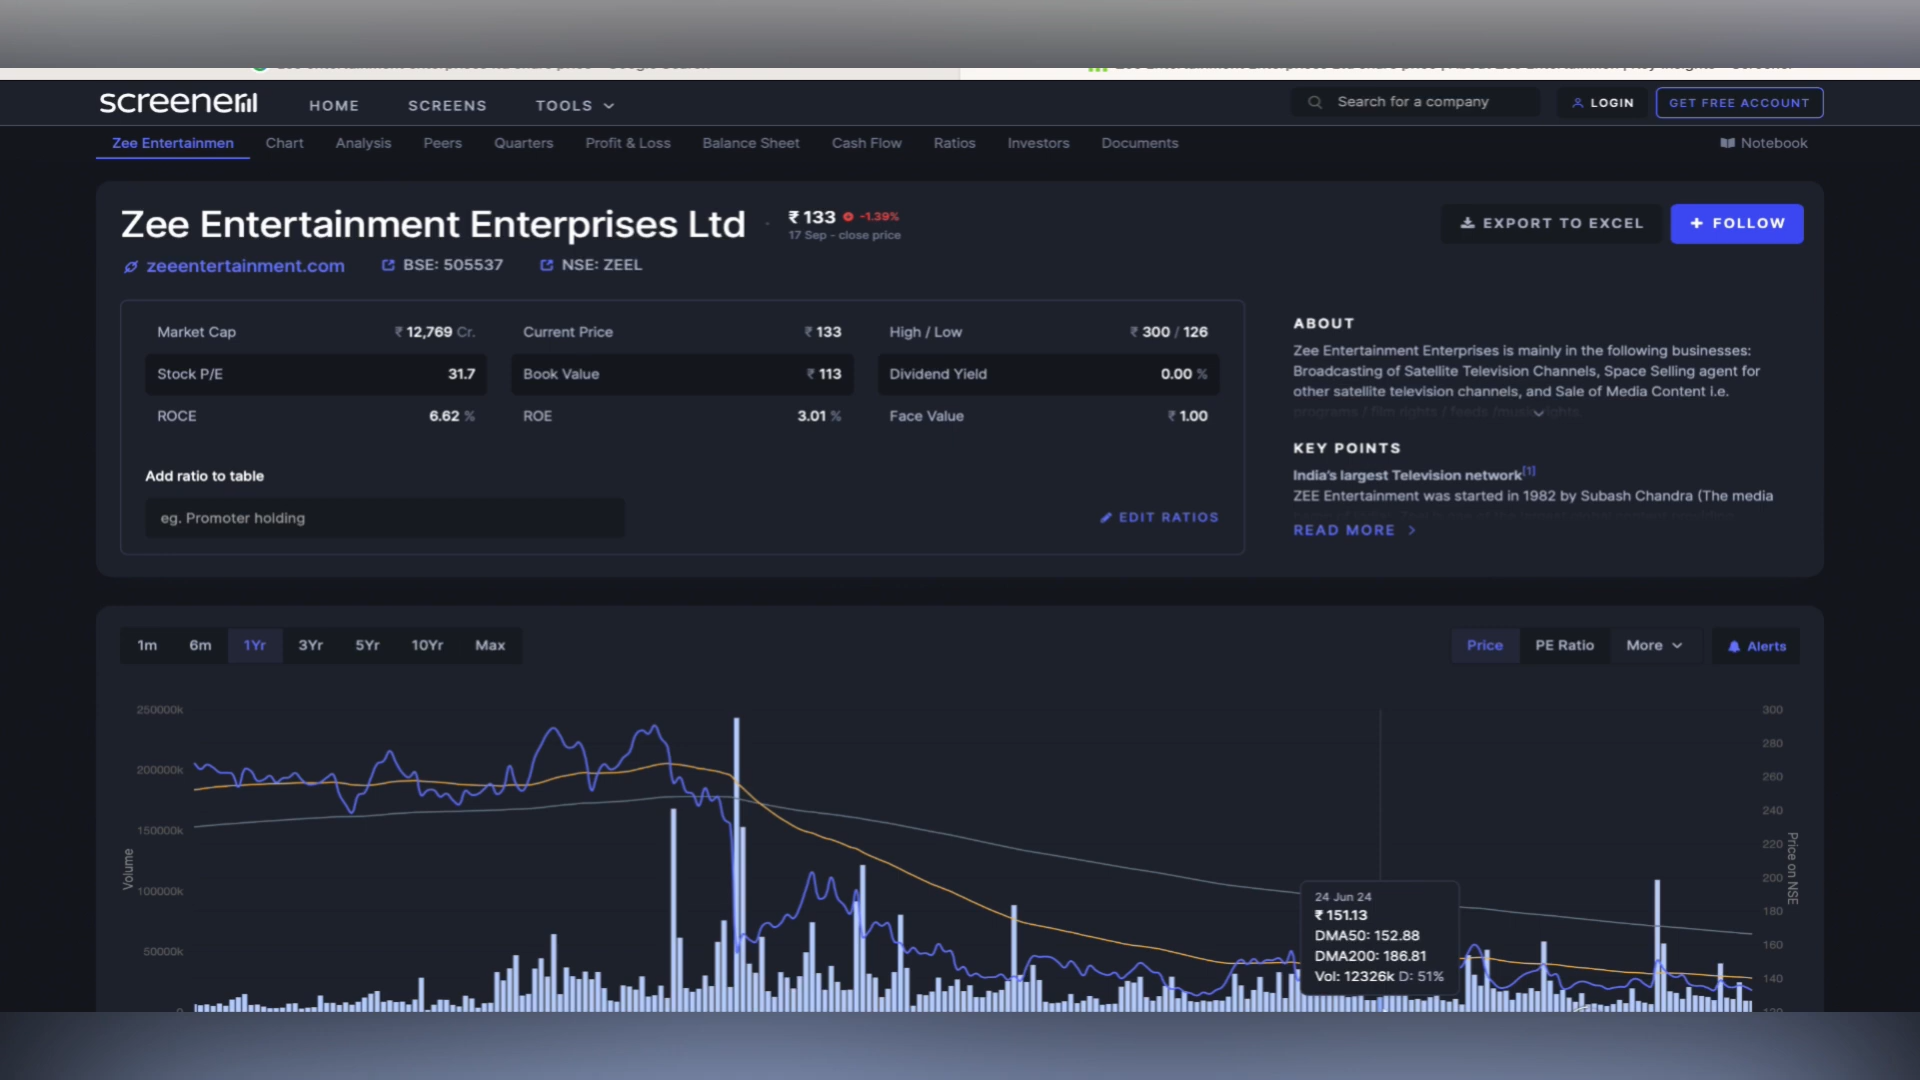 screener
HOME
SCREENS
TOOLS
Search for a company
LOGIN
GET FREE ACCOUNT
Zee Entertainmen
Chart
Analysis
Peers
Quarters
Profit & Loss
Balance Sheet
Cash Flow
Ratios
Investors
Documents
Notebook
Zee Entertainment Enterprises Ltd
₹ 133 -1.39%
17 Sep - close price
EXPORT TO EXCEL
+ FOLLOW
zeeentertainment.com
BSE: 505537
NSE: ZEEL
Market Cap ₹ 12,769 Cr.
Current Price ₹ 133
High / Low ₹ 300 / 126
Stock P/E 31.7
Book Value ₹ 113
Dividend Yield 0.00 %
ROCE 6.62 %
ROE 3.01 %
Face Value ₹ 1.00
Add ratio to table
eg. Promoter holding
EDIT RATIOS
ABOUT
Zee Entertainment Enterprises is mainly in the following businesses:
Broadcasting of Satellite Television Channels, Space Selling agent for
other satellite television channels, and Sale of Media Content i.e.
programs / film rights / feeds /music rights.
KEY POINTS
India's largest Television network[1]
ZEE Entertainment was started in 1982 by Subash Chandra (The media
READ MORE
1m
6m
1Yr
3Yr
5Yr
10Yr
Max
Price
PE Ratio
More
Alerts
250000k
200000k
150000k
100000k
50000k
0
Volume
300
280
260
240
220
200
180
160
140
120
Price on NSE
24 Jun 24
₹ 151.13
DMA50: 152.88
DMA200: 186.81
Vol: 12326k D: 51%